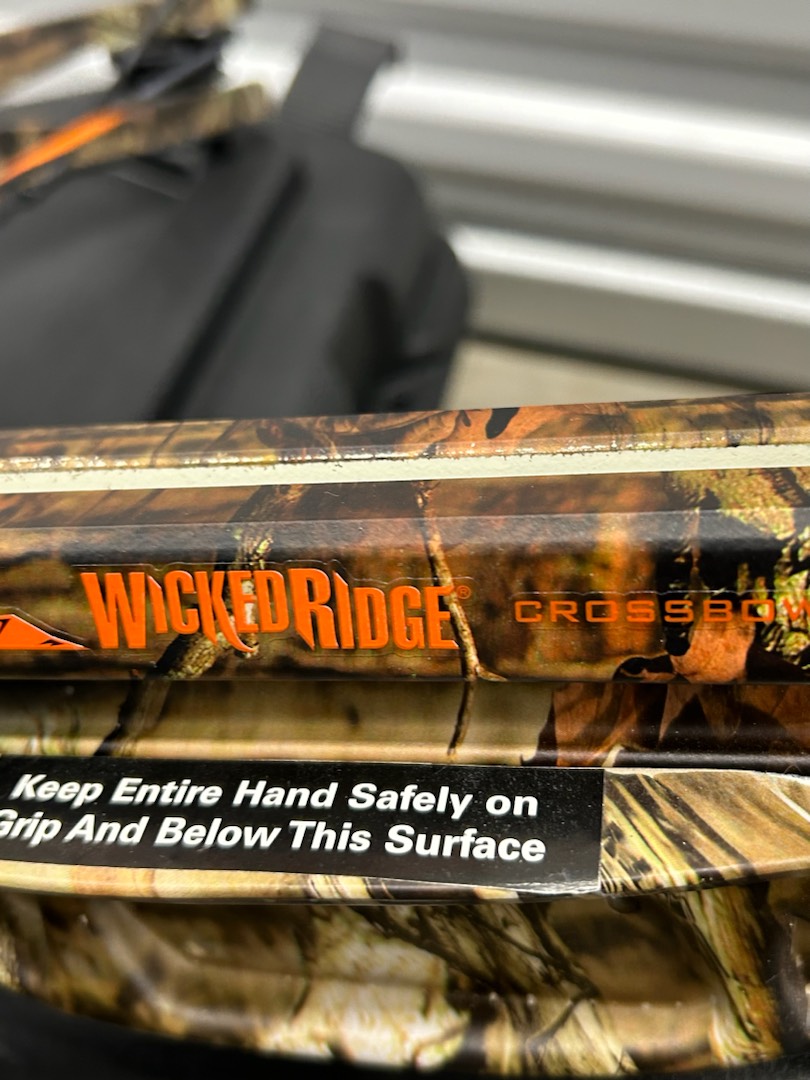 WICKEDRIDGE® CROSSBOW
Keep Entire Hand Safely on
Grip And Below This Surface